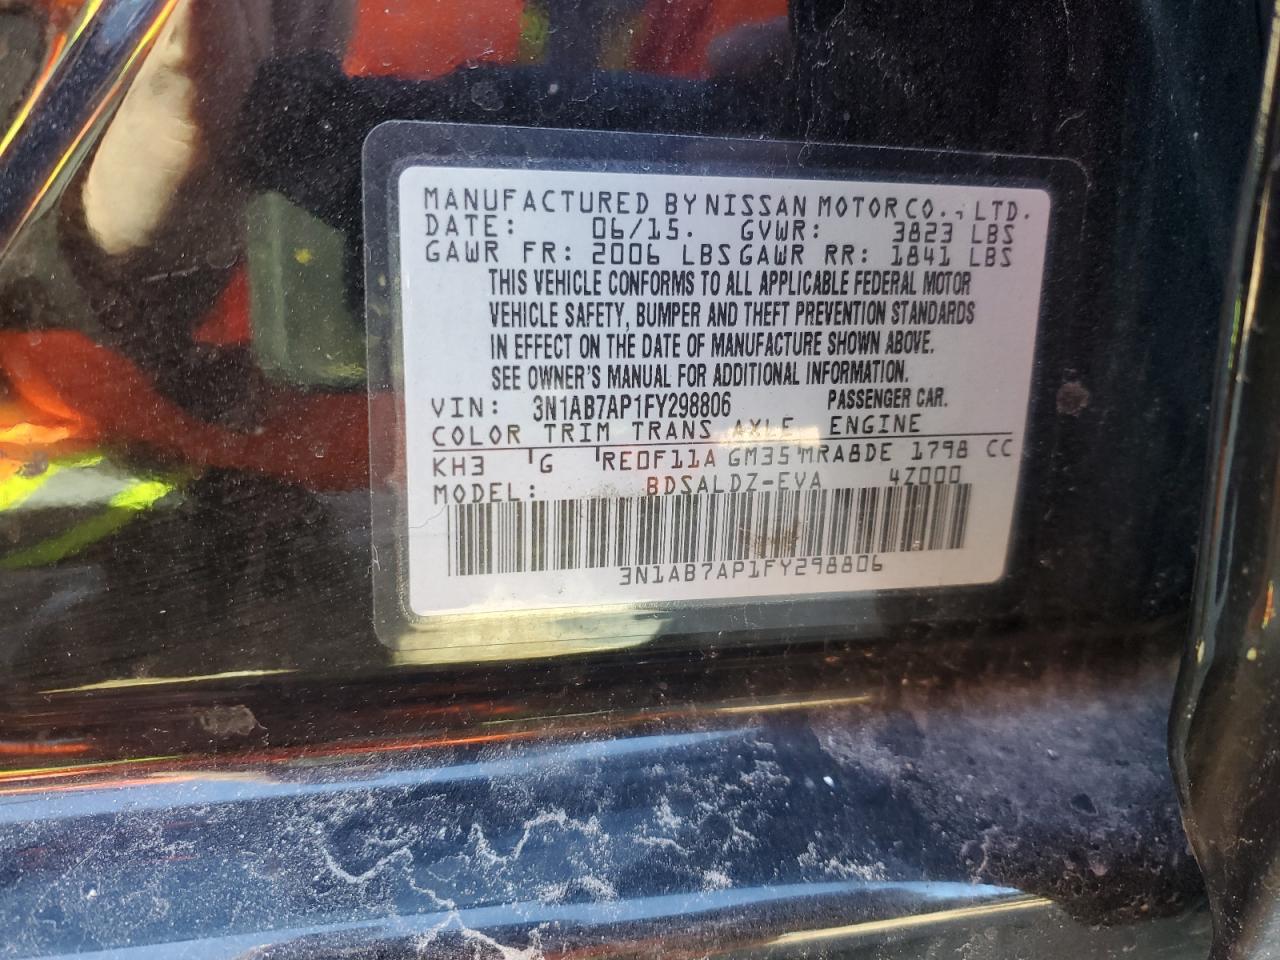 MANUFACTURED BY NISSAN MOTOR CO., LTD.
DATE: 06/15. GVWR: 3823 LBS
GAWR FR: 2006 LBS GAWR RR: 1841 LBS
THIS VEHICLE CONFORMS TO ALL APPLICABLE FEDERAL MOTOR
VEHICLE SAFETY, BUMPER AND THEFT PREVENTION STANDARDS
IN EFFECT ON THE DATE OF MANUFACTURE SHOWN ABOVE.
SEE OWNER'S MANUAL FOR ADDITIONAL INFORMATION.
VIN: 3N1AB7AP1FY298806 PASSENGER CAR.
COLOR TRIM TRANS AXLE ENGINE
KH3 G RE0F11A GM35 MRA8DE 1798 CC
MODEL: BDSALDZ-EVA 4Z000
3N1AB7AP1FY298806